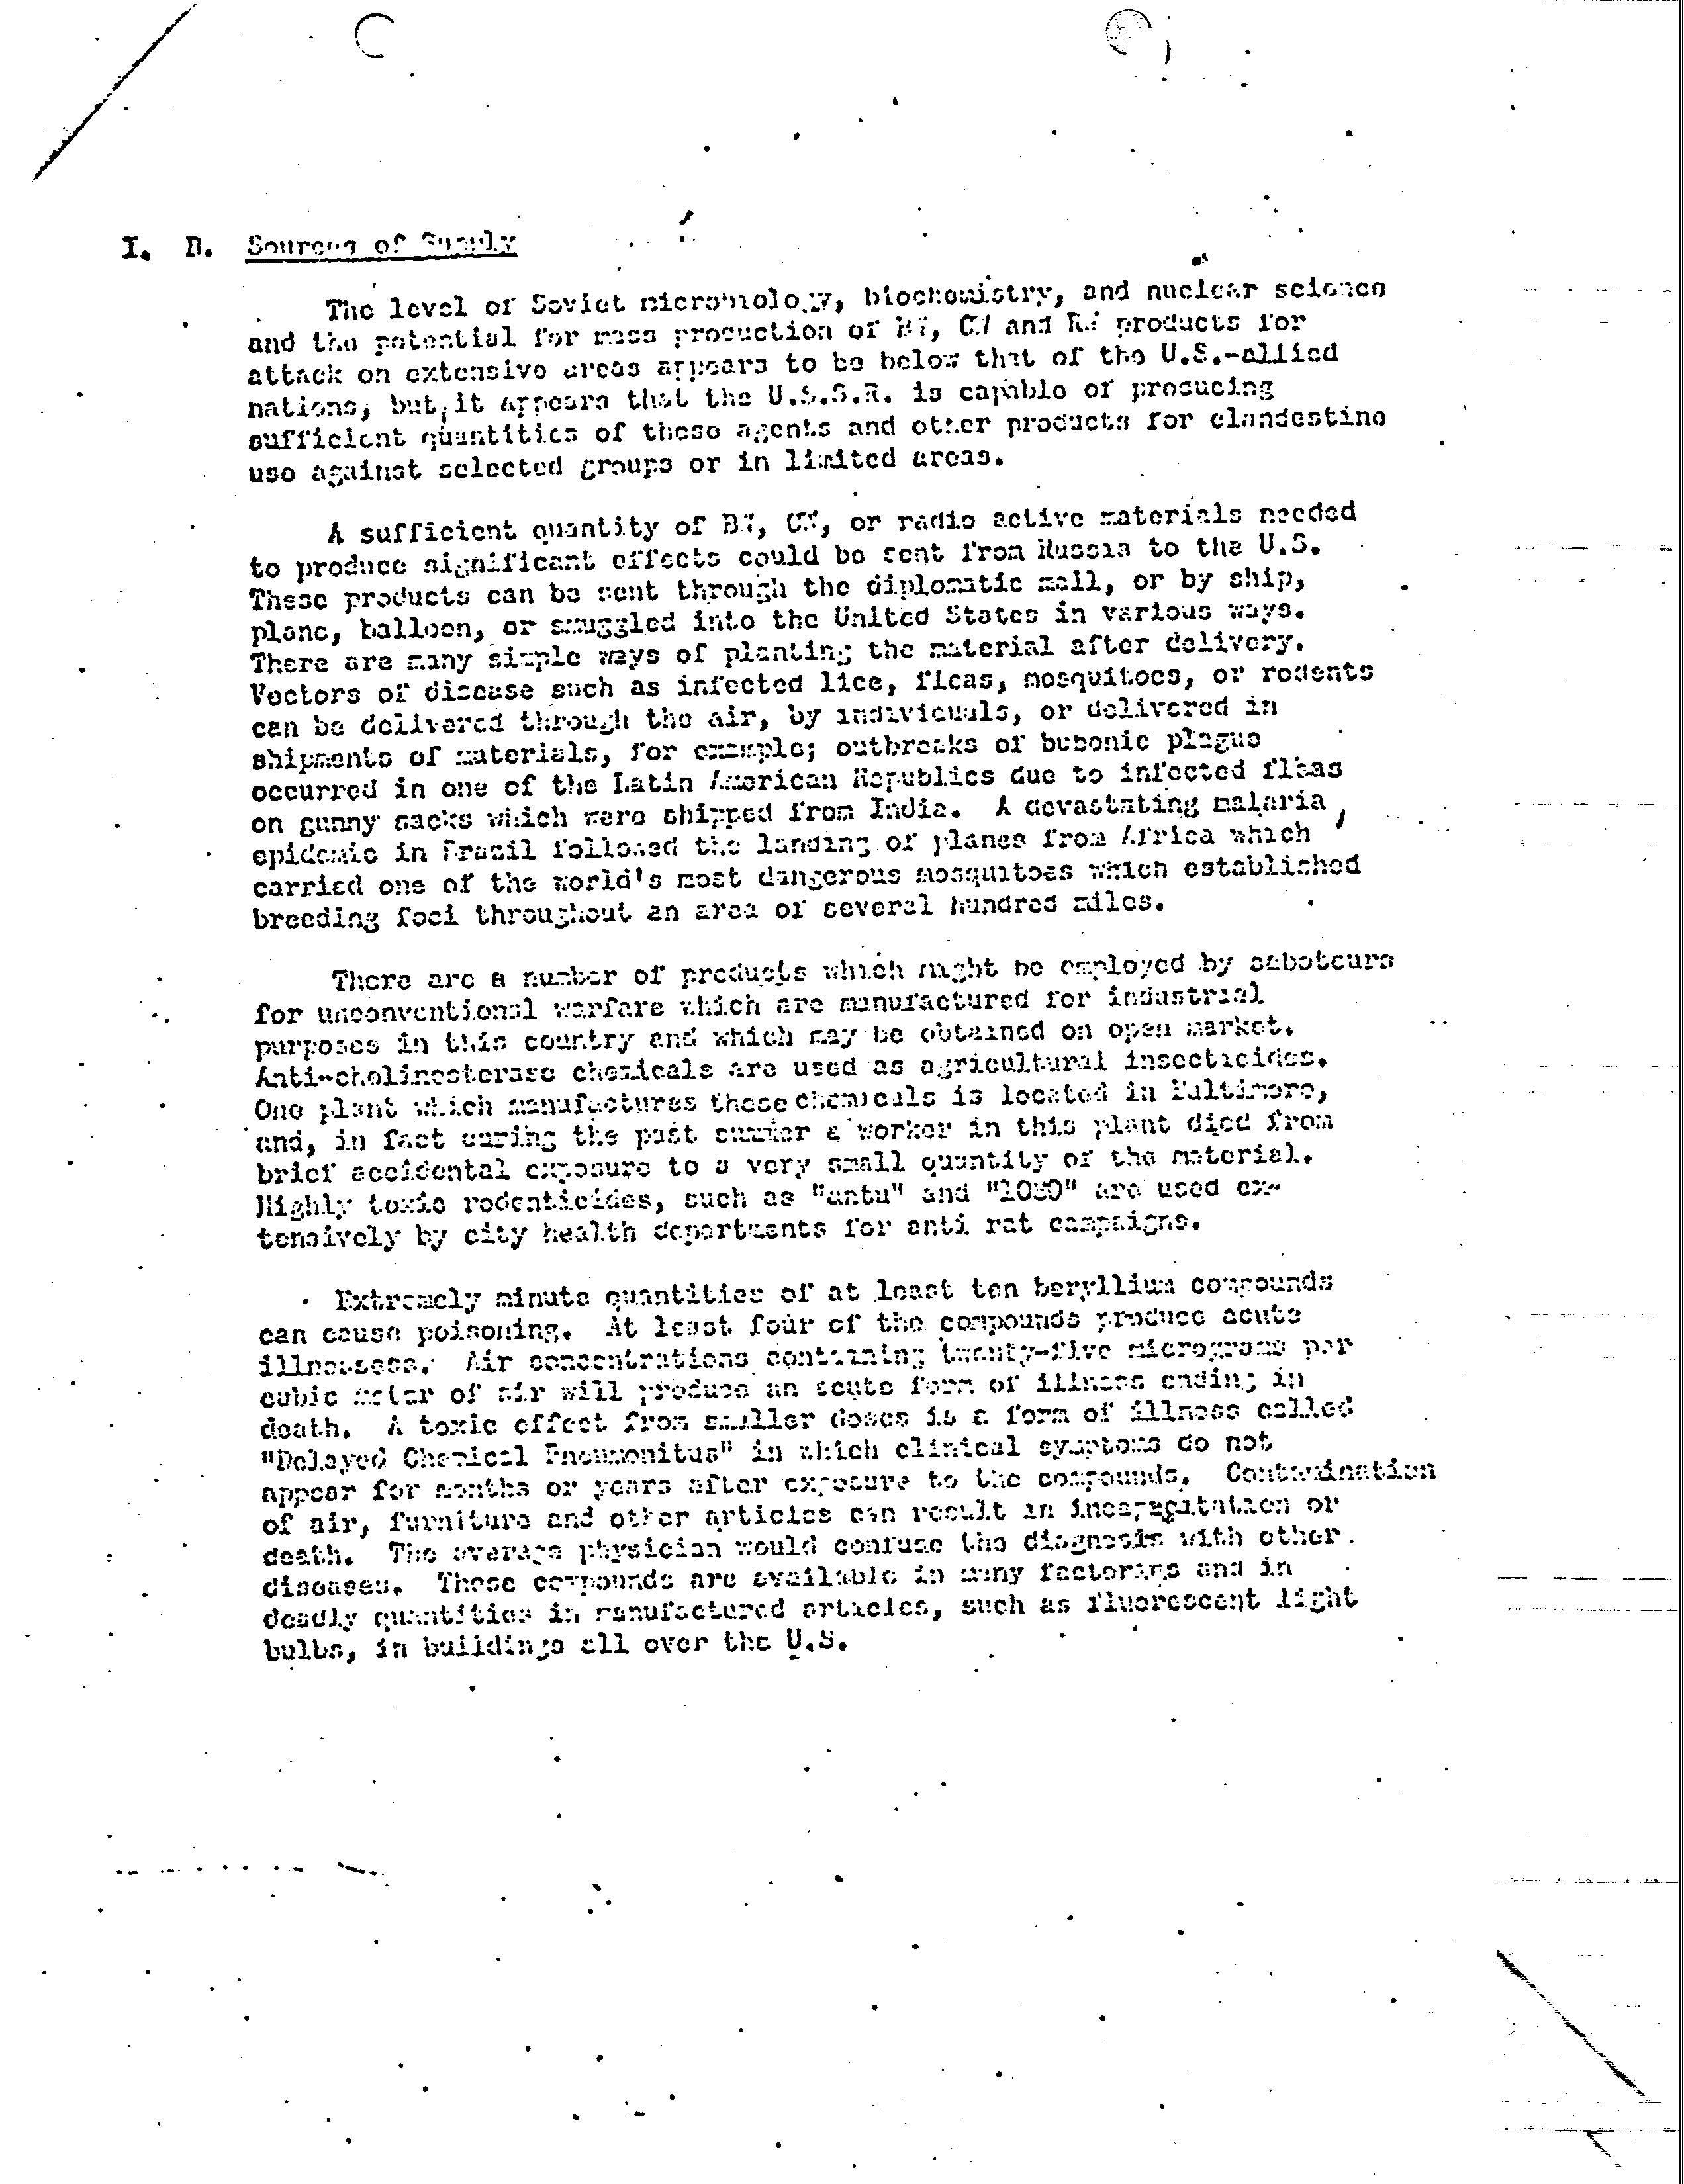 I. B. Sources of Supply
The level of Soviet microbiology, biochemistry, and nuclear science
and the potential for mass production of BW, CW and RW products for
attack on extensive areas appears to be below that of the U.S.-allied
nations, but, it appears that the U.S.S.R. is capable of producing
sufficient quantities of these agents and other products for clandestine
use against selected groups or in limited areas.
A sufficient quantity of BW, CW, or radio active materials needed
to produce significant effects could be sent from Russia to the U.S.
These products can be sent through the diplomatic mail, or by ship,
plane, balloon, or smuggled into the United States in various ways.
There are many simple ways of planting the material after delivery.
Vectors of disease such as infected lice, fleas, mosquitoes, or rodents
can be delivered through the air, by individuals, or delivered in
shipments of materials, for example; outbreaks of bubonic plague
occurred in one of the Latin American Republics due to infected fleas
on gunny sacks which were shipped from India. A devastating malaria
epidemic in Brazil followed the landing of planes from Africa which
carried one of the world's most dangerous mosquitoes which established
breeding foci throughout an area of several hundred miles.
There are a number of products which might be employed by saboteurs
for unconventional warfare which are manufactured for industrial
purposes in this country and which may be obtained on open market.
Anti-cholinesterase chemicals are used as agricultural insecticides.
One plant which manufactures these chemicals is located in Baltimore,
and, in fact during the past summer a worker in this plant died from
brief accidental exposure to a very small quantity of the material.
Highly toxic rodenticides, such as "antu" and "1080" are used ex-
tensively by city health departments for anti rat campaigns.
Extremely minute quantities of at least ten beryllium compounds
can cause poisoning. At least four of the compounds produce acute
illnesses. Air concentrations containing twenty-five micrograms per
cubic meter of air will produce an acute form of illness ending in
death. A toxic effect from smaller doses is a form of illness called
"Delayed Chemical Pneumonitus" in which clinical symptoms do not
appear for months or years after exposure to the compounds. Contamination
of air, furniture and other articles can result in incapacitation or
death. The average physician would confuse the diagnosis with other
diseases. These compounds are available in many factories and in
deadly quantities in manufactured articles, such as fluorescent light
bulbs, in buildings all over the U.S.